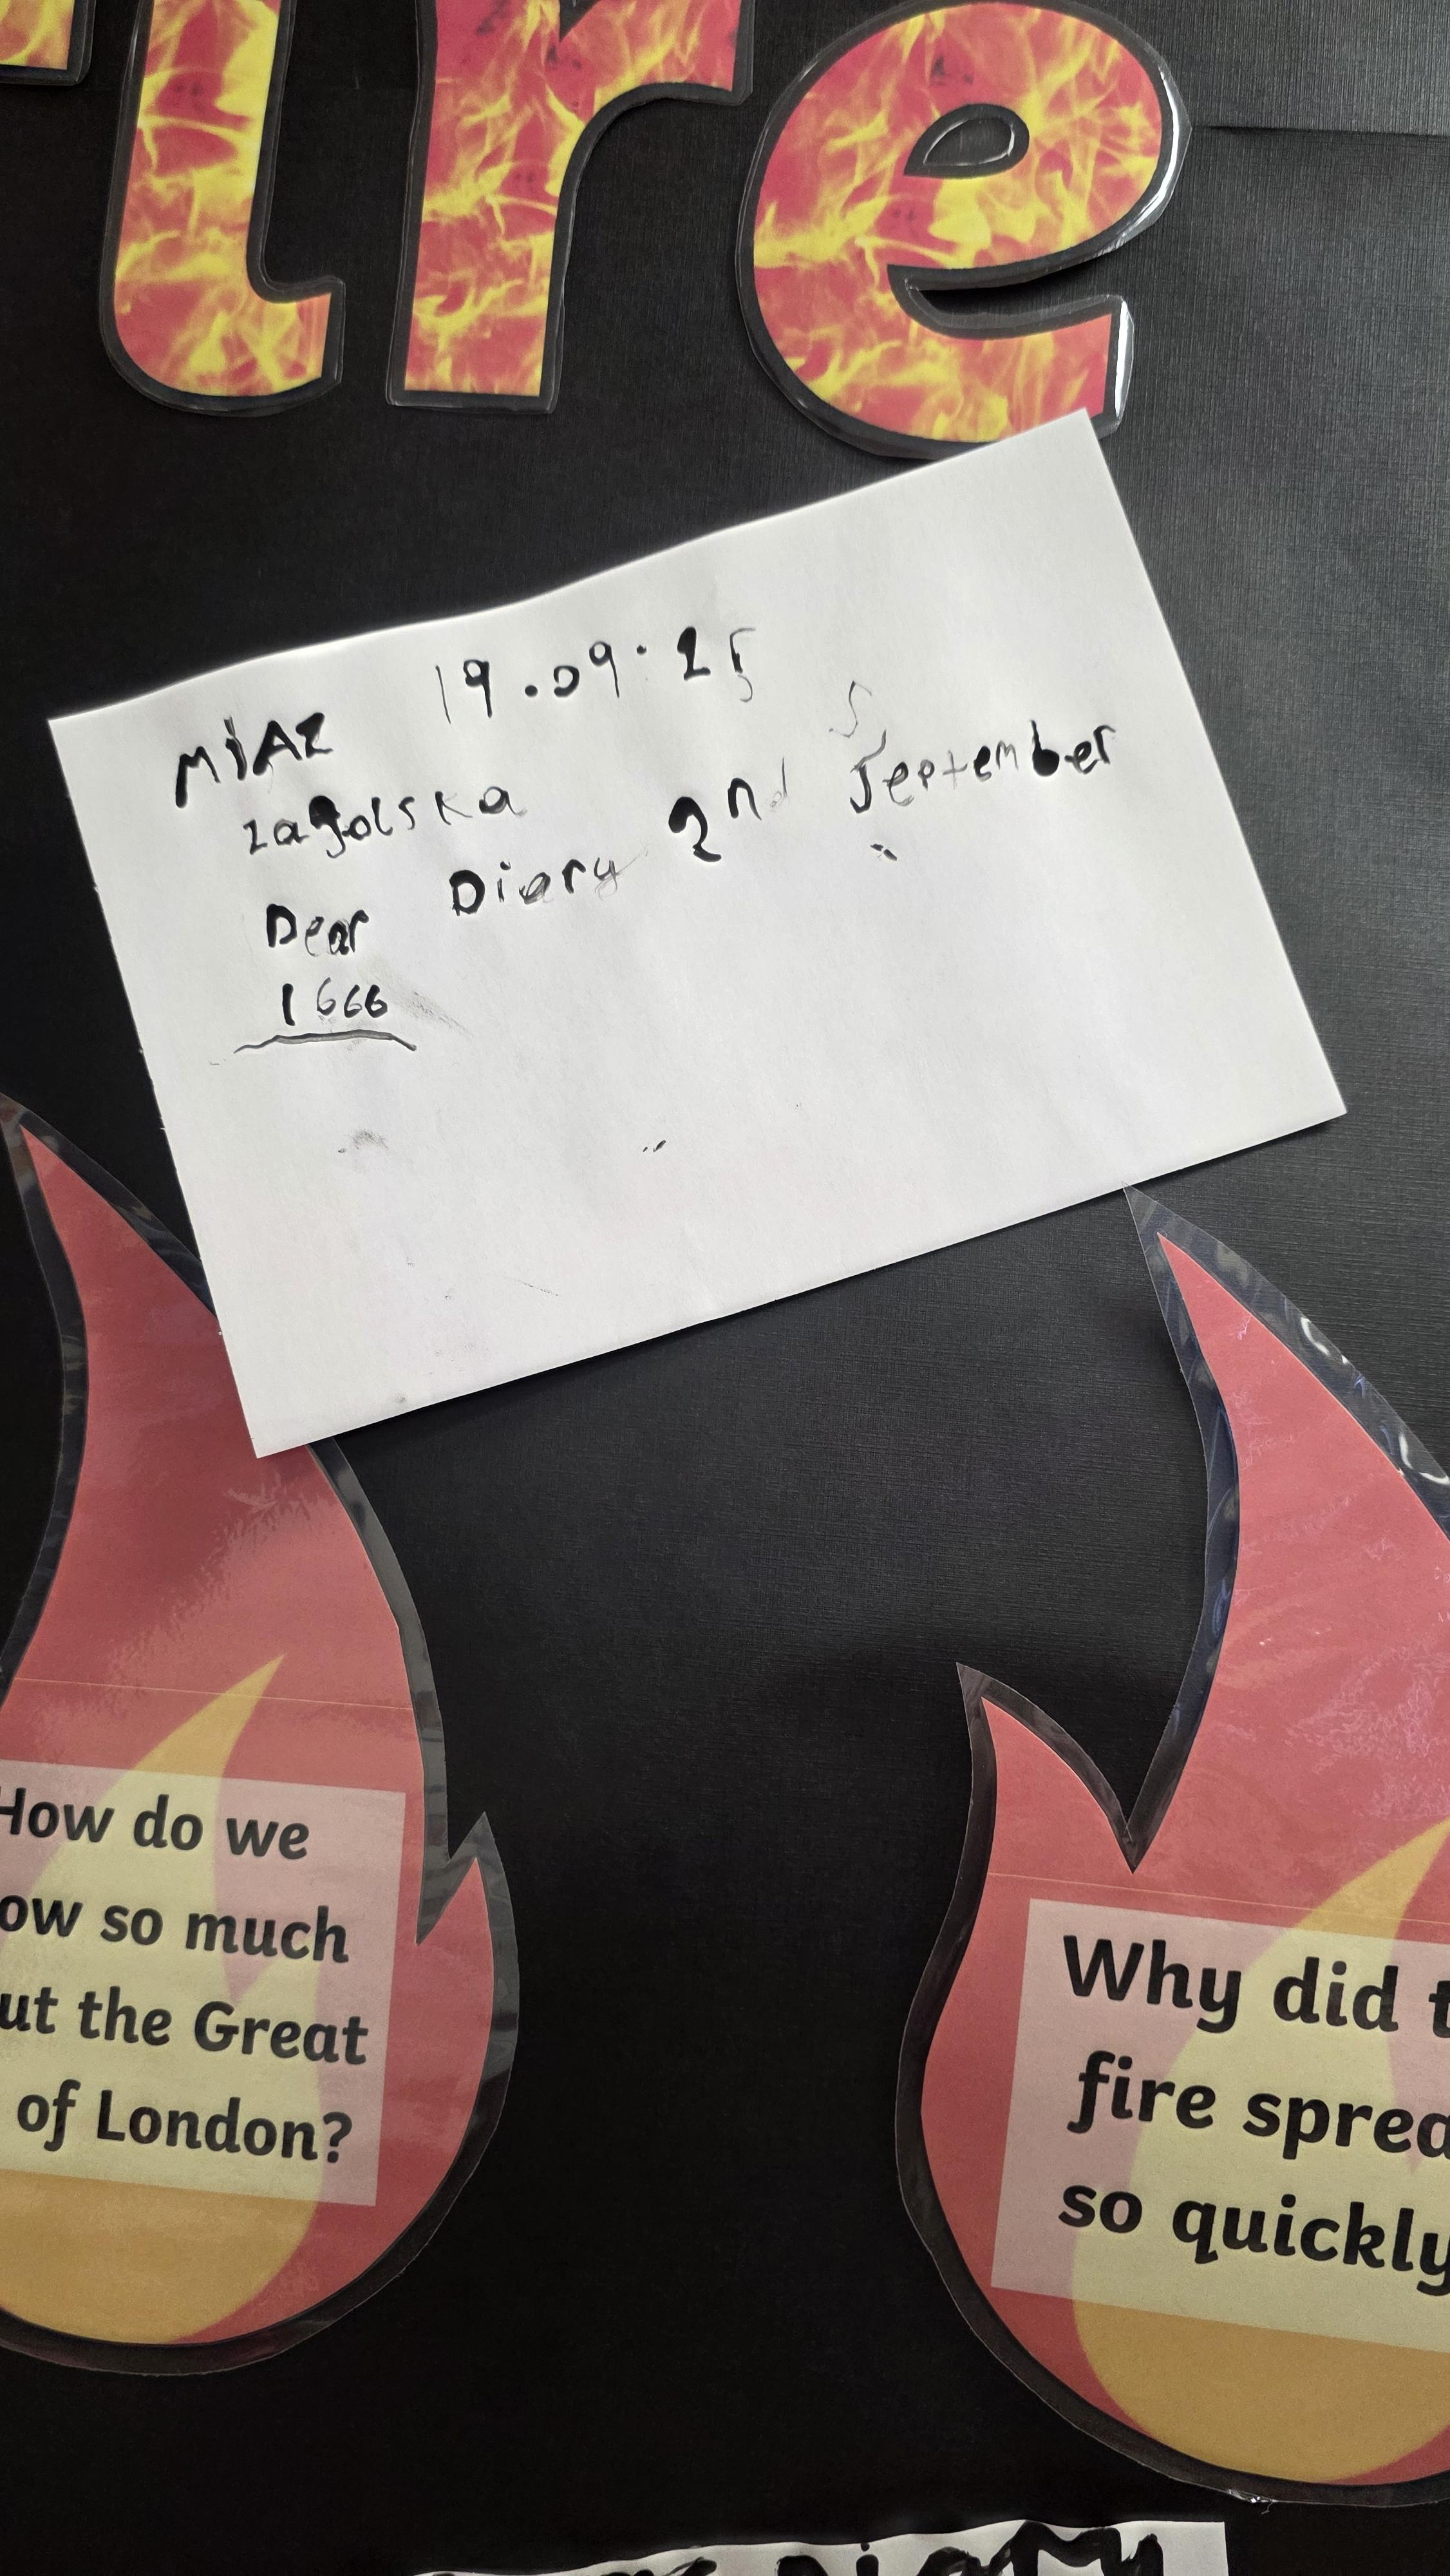 ire
19.09.25
MiAZ
zagolska
2nd September
Dear Diary
1666
How do we
ow so much
ut the Great
of London?
Why did t
fire sprea
so quickly